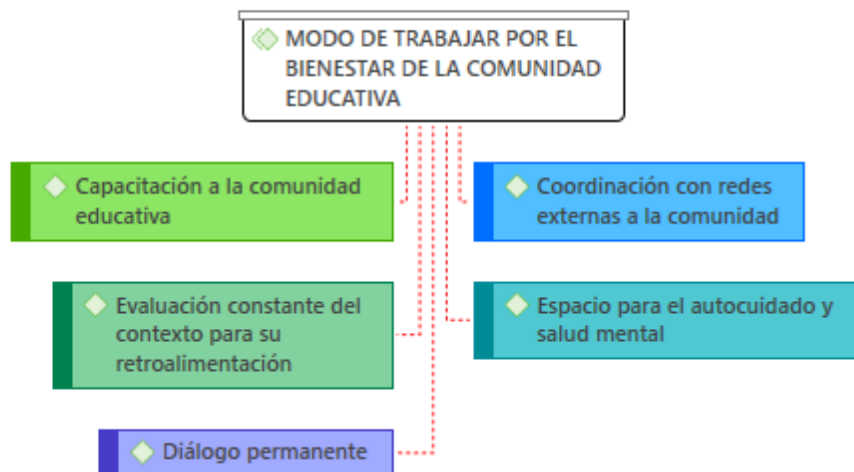 MODO DE TRABAJAR POR EL
BIENESTAR DE LA COMUNIDAD
EDUCATIVA
Capacitación a la comunidad
educativa
Coordinación con redes
externas a la comunidad
Evaluación constante del
contexto para su
retroalimentación
Espacio para el autocuidado y
salud mental
Diálogo permanente